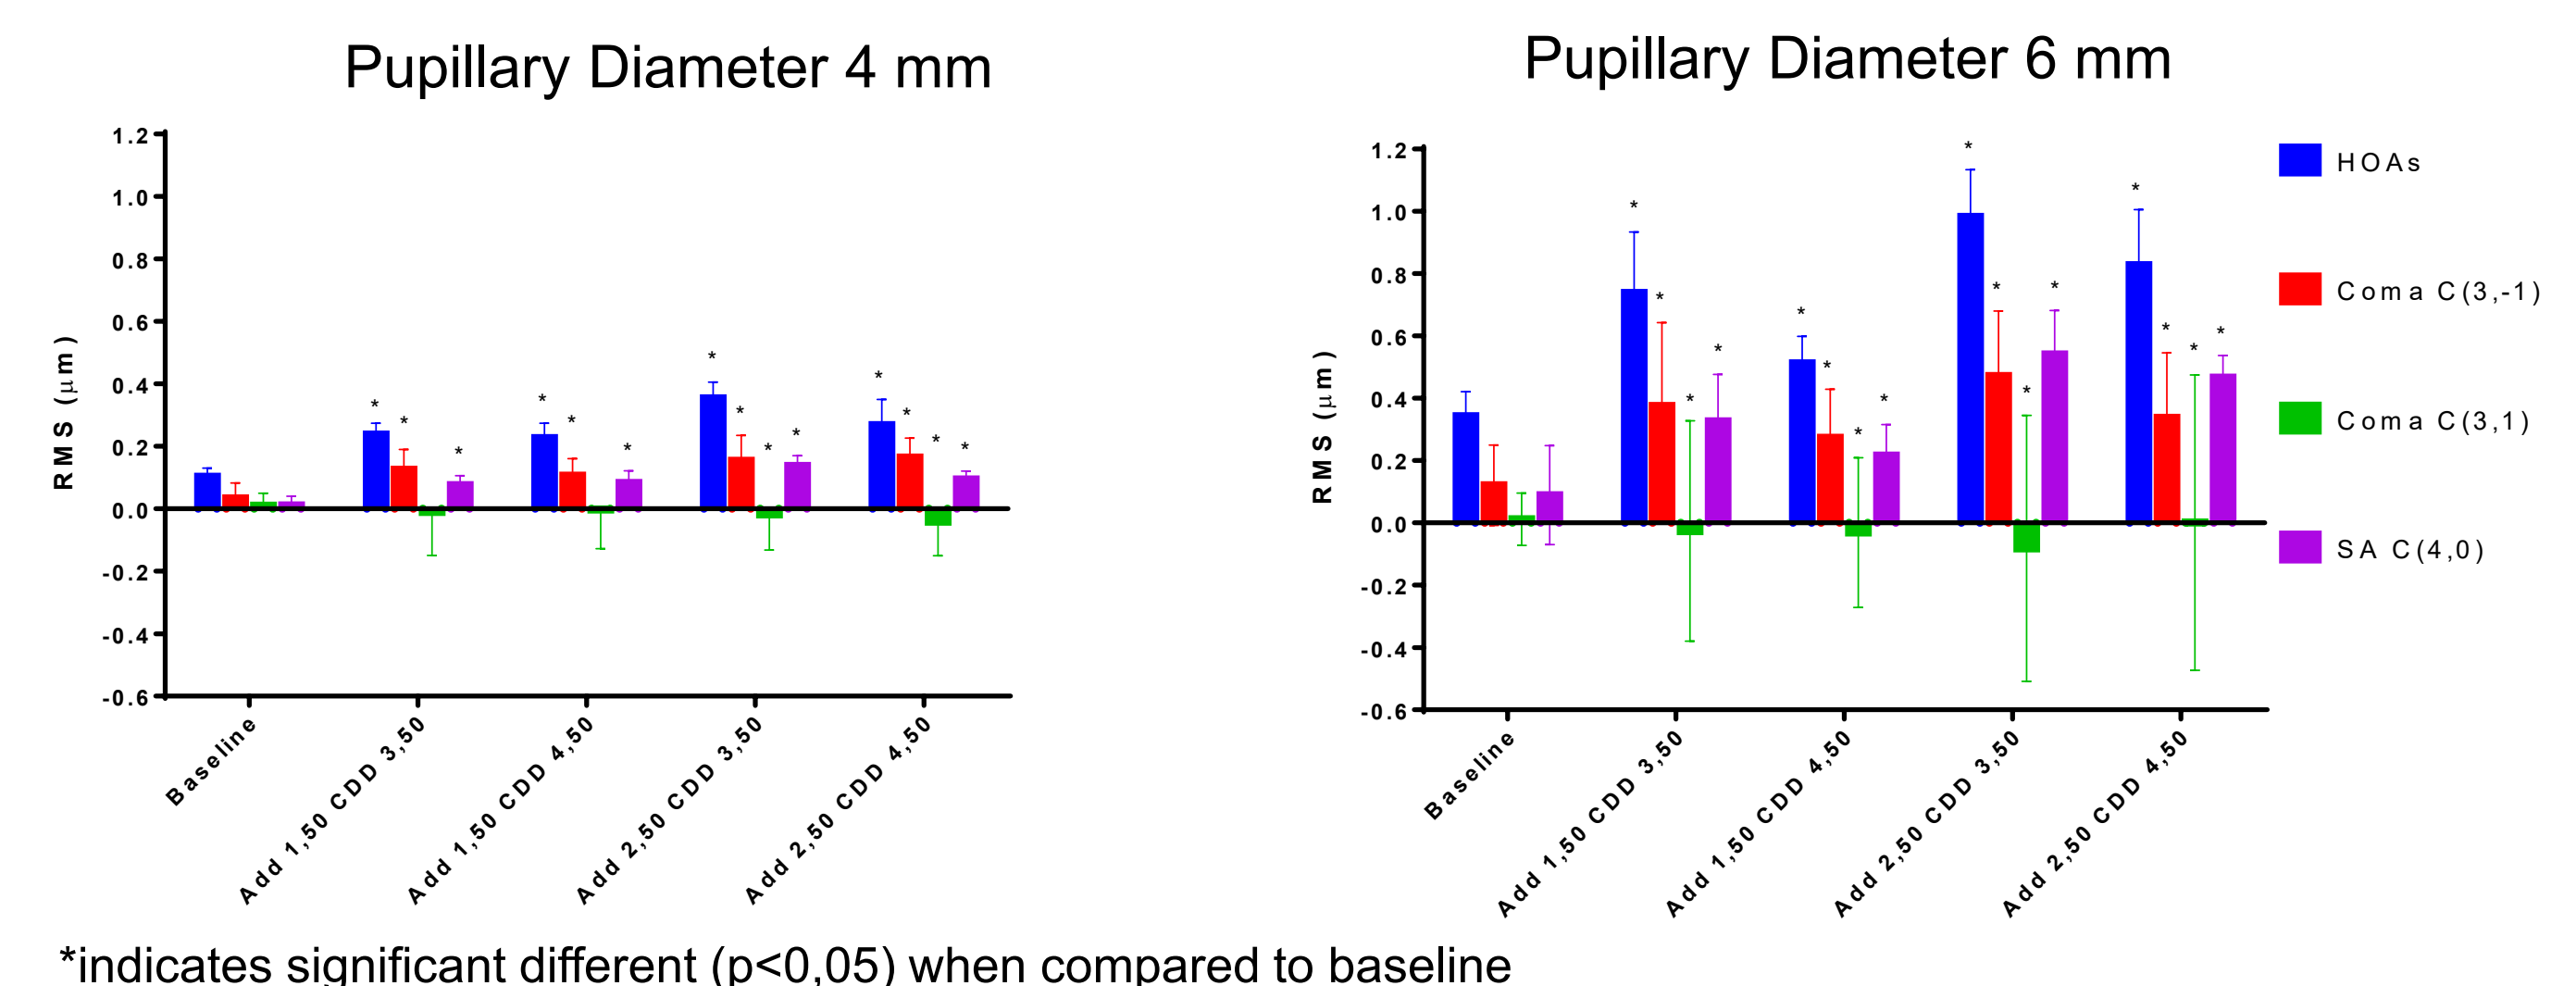 Pupillary Diameter 4 mm
1.2
1.0
0.8
0.6
0.4
0.2
0.0
-0.2
-0.4
-0.6
RMS (μm)
Baseline
Add 1,50 CDD 3,50
Add 1,50 CDD 4,50
Add 2,50 CDD 3,50
Add 2,50 CDD 4,50
* * *
* * *
* * * *
* * * *
Pupillary Diameter 6 mm
1.2
1.0
0.8
0.6
0.4
0.2
0.0
-0.2
-0.4
-0.6
RMS (μm)
Baseline
Add 1,50 CDD 3,50
Add 1,50 CDD 4,50
Add 2,50 CDD 3,50
Add 2,50 CDD 4,50
* * * *
* * * *
* * * *
* * * *
HOAs
Coma C(3,-1)
Coma C(3,1)
SA C(4,0)
*indicates significant different (p<0,05) when compared to baseline